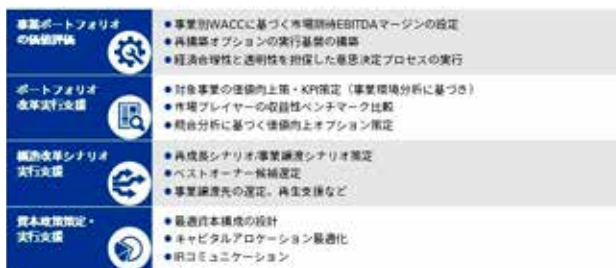 事業ポートフォリオ
の価値評価
●事業別WACCに基づく市場期待EBITDAマージンの設定
●再構築オプションの実行基盤の構築
●経済合理性と透明性を担保した意思決定プロセスの実行
ポートフォリオ
改革実行支援
●対象事業の価値向上策・KPI策定（事業環境分析に基づき）
●市場プレイヤーの収益性ベンチマーク比較
●統合分析に基づく価値向上オプション策定
構造改革シナリオ
実行支援
●再成長シナリオ/事業譲渡シナリオ策定
●ベストオーナー候補選定
●事業譲渡先の選定、再生支援など
資本政策策定・
実行支援
●最適資本構成の設計
●キャピタルアロケーション最適化
●IRコミュニケーション